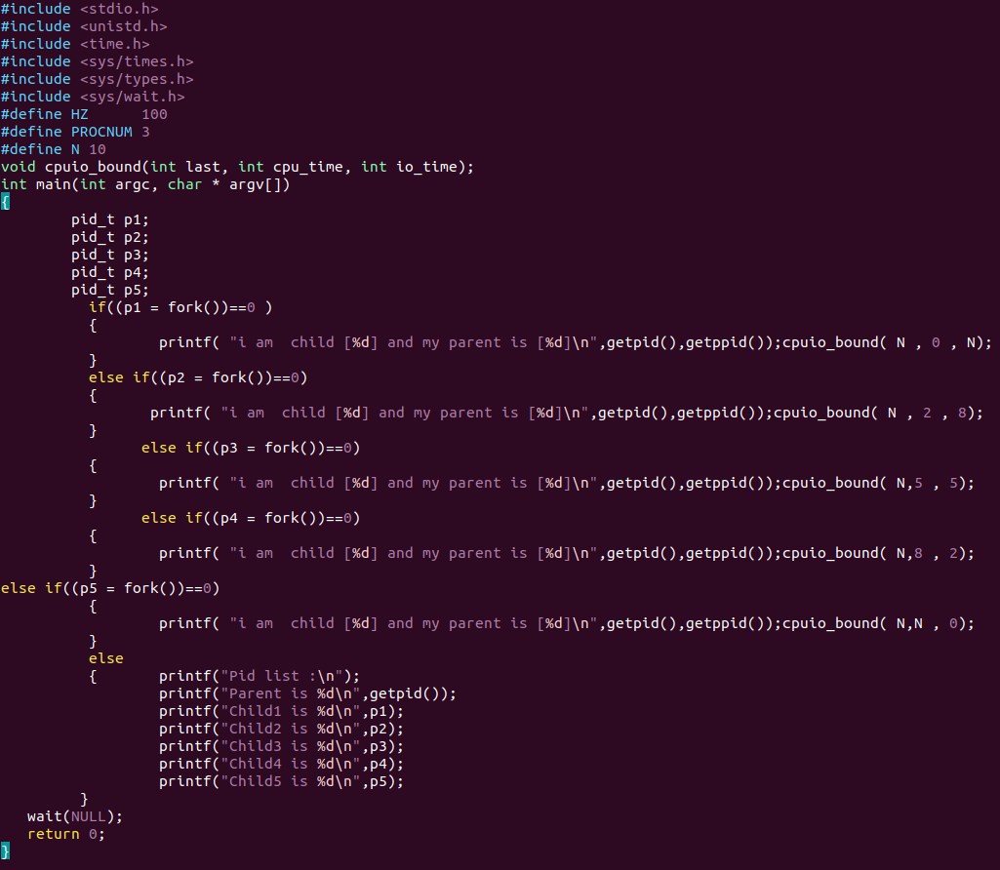 #include <stdio.h>
#include <unistd.h>
#include <time.h>
#include <sys/times.h>
#include <sys/types.h>
#include <sys/wait.h>
#define HZ      100
#define PROCNUM 3
#define N 10
void cpuio_bound(int last, int cpu_time, int io_time);
int main(int argc, char * argv[])
{
        pid_t p1;
        pid_t p2;
        pid_t p3;
        pid_t p4;
        pid_t p5;
          if((p1 = fork())==0 )
          {
                  printf( "i am  child [%d] and my parent is [%d]\n",getpid(),getppid());cpuio_bound( N , 0 , N);
          }
          else if((p2 = fork())==0)
          {
                 printf( "i am  child [%d] and my parent is [%d]\n",getpid(),getppid());cpuio_bound( N , 2 , 8);
          }
                else if((p3 = fork())==0)
          {
                  printf( "i am  child [%d] and my parent is [%d]\n",getpid(),getppid());cpuio_bound( N,5 , 5);
          }
                else if((p4 = fork())==0)
          {
                  printf( "i am  child [%d] and my parent is [%d]\n",getpid(),getppid());cpuio_bound( N,8 , 2);
          }
else if((p5 = fork())==0)
          {
                  printf( "i am  child [%d] and my parent is [%d]\n",getpid(),getppid());cpuio_bound( N,N , 0);
          }
          else
          {       printf("Pid list :\n");
                  printf("Parent is %d\n",getpid());
                  printf("Child1 is %d\n",p1);
                  printf("Child2 is %d\n",p2);
                  printf("Child3 is %d\n",p3);
                  printf("Child4 is %d\n",p4);
                  printf("Child5 is %d\n",p5);
         }
   wait(NULL);
   return 0;
}